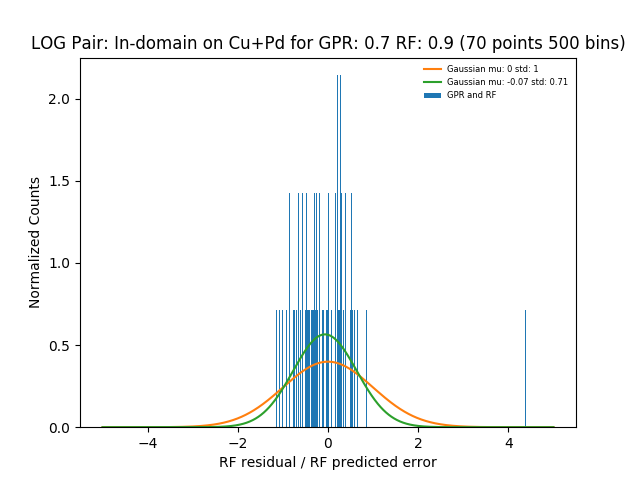 LOG Pair: In-domain on Cu+Pd for GPR: 0.7 RF: 0.9 (70 points 500 bins)
Gaussian mu: 0 std: 1
Gaussian mu: -0.07 std: 0.71
GPR and RF
2.0
1.5
1.0
0.5
0.0
Normalized Counts
−4
−2
0
2
4
RF residual / RF predicted error